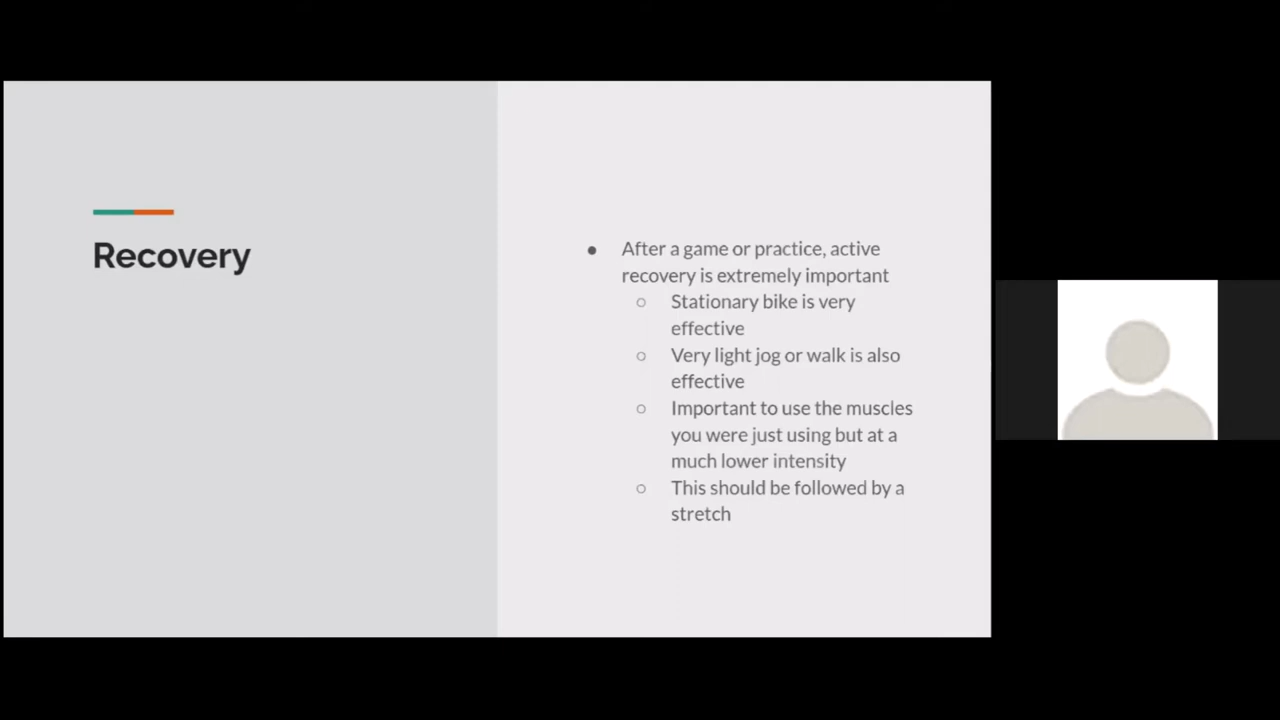 Recovery
● After a game or practice, active
recovery is extremely important
○ Stationary bike is very
effective
○ Very light jog or walk is also
effective
○ Important to use the muscles
you were just using but at a
much lower intensity
○ This should be followed by a
stretch